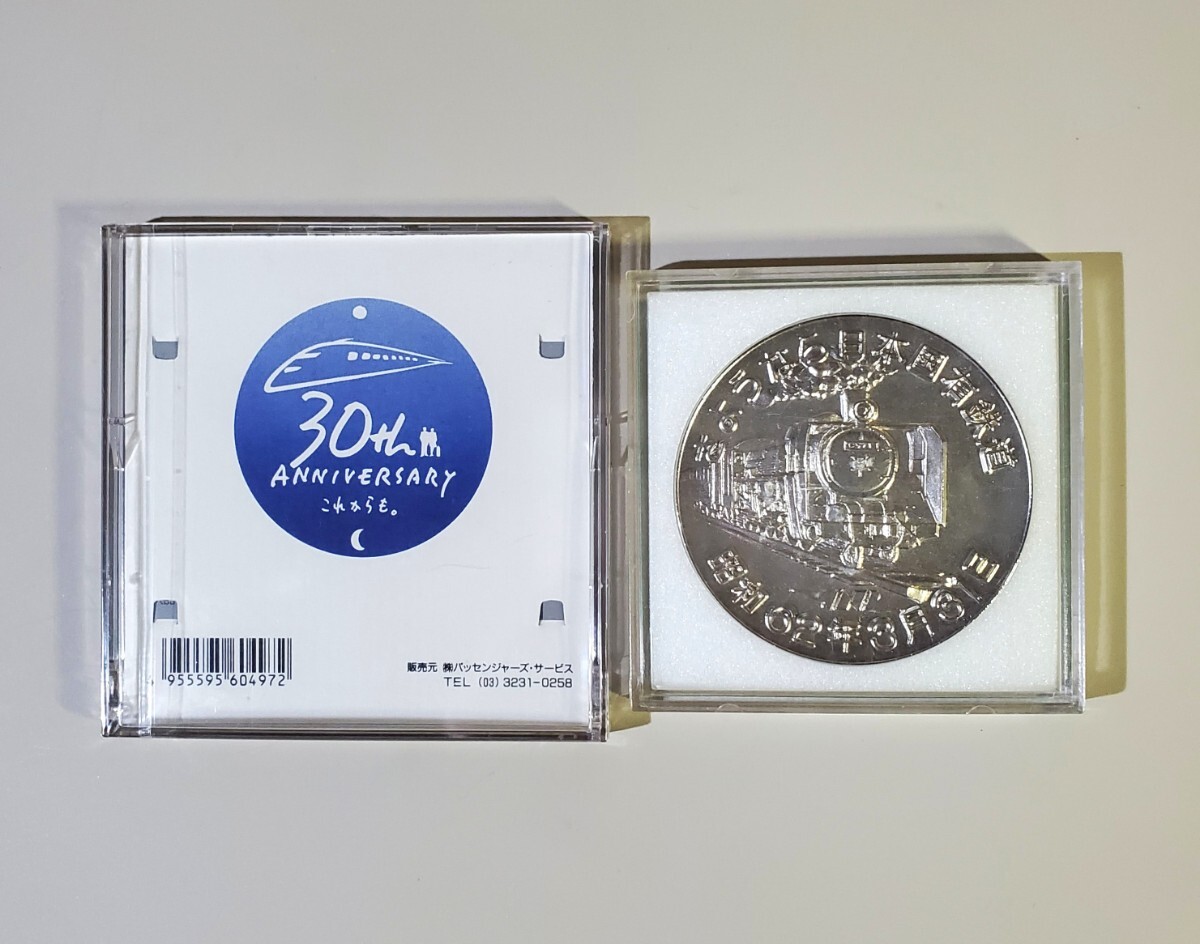 30th
ANNIVERSARY
これからも。
4955595604972
販売元 ㈱パッセンジャーズ・サービス
TEL (03) 3231-0258
さようなら日本国有鉄道
昭和62年3月31日